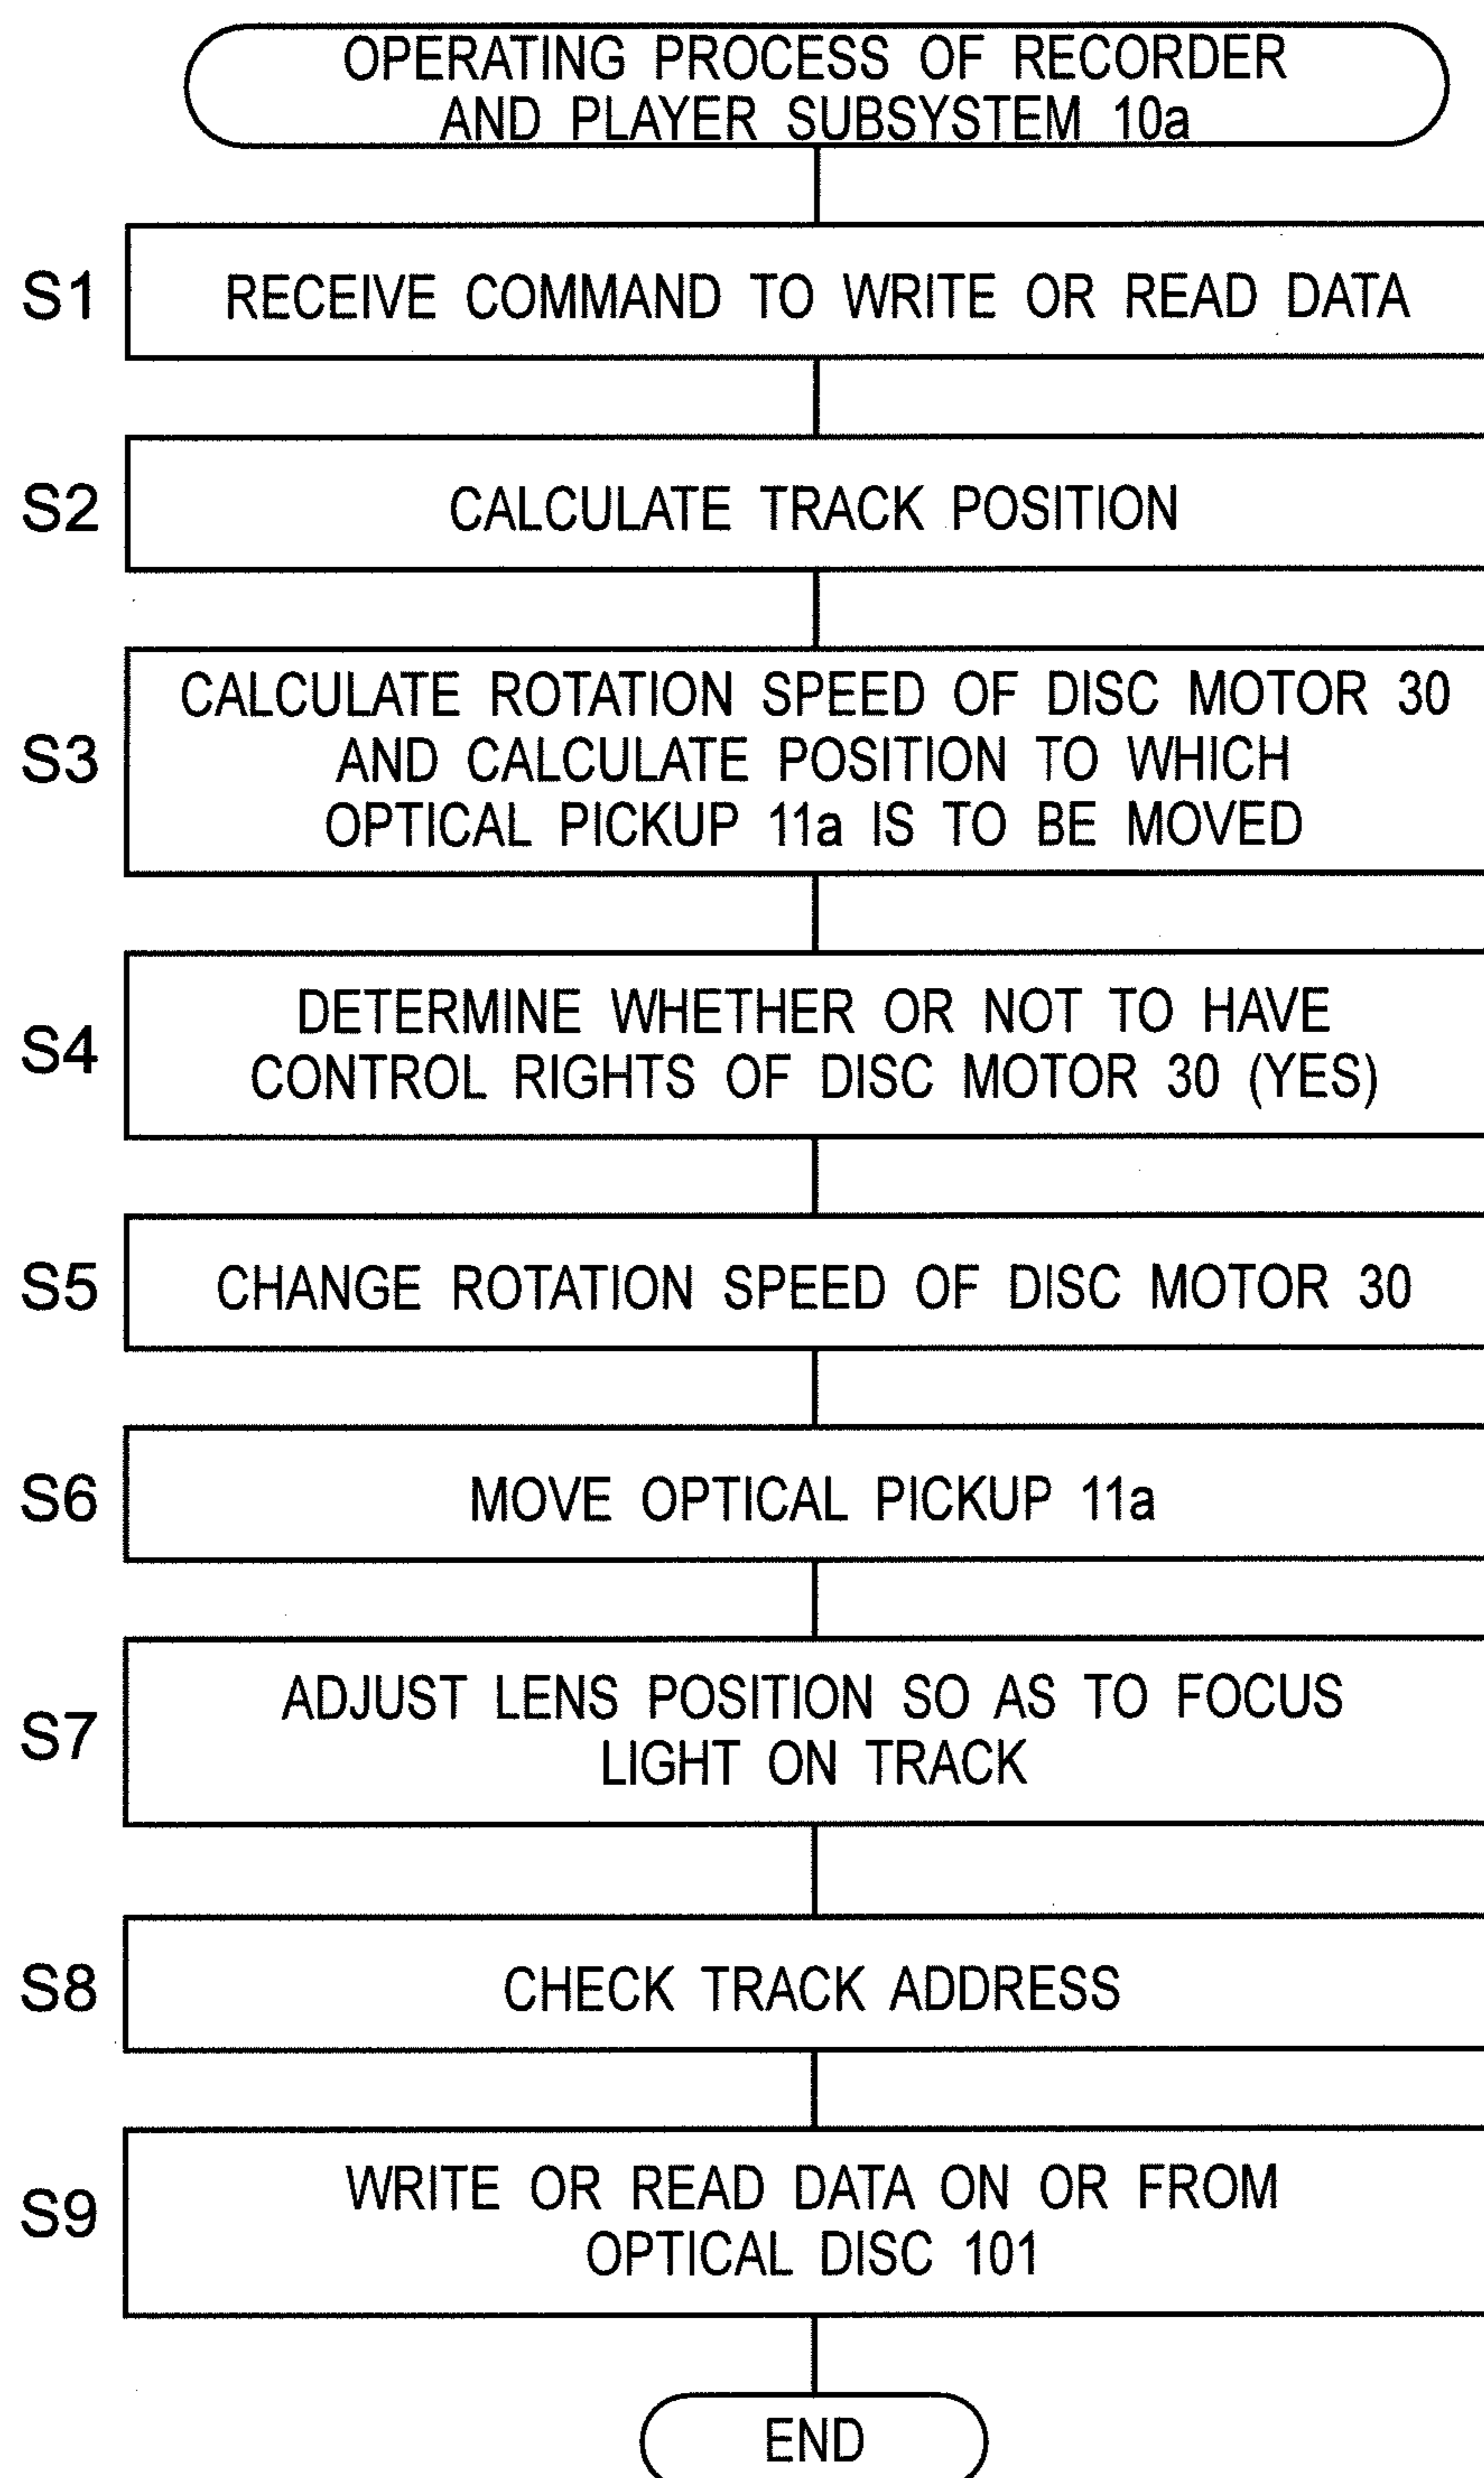 OPERATING PROCESS OF RECORDER
AND PLAYER SUBSYSTEM 10a
S1
RECEIVE COMMAND TO WRITE OR READ DATA
S2
CALCULATE TRACK POSITION
S3
CALCULATE ROTATION SPEED OF DISC MOTOR 30
AND CALCULATE POSITION TO WHICH
OPTICAL PICKUP 11a IS TO BE MOVED
S4
DETERMINE WHETHER OR NOT TO HAVE
CONTROL RIGHTS OF DISC MOTOR 30 (YES)
S5
CHANGE ROTATION SPEED OF DISC MOTOR 30
S6
MOVE OPTICAL PICKUP 11a
S7
ADJUST LENS POSITION SO AS TO FOCUS
LIGHT ON TRACK
S8
CHECK TRACK ADDRESS
S9
WRITE OR READ DATA ON OR FROM
OPTICAL DISC 101
END